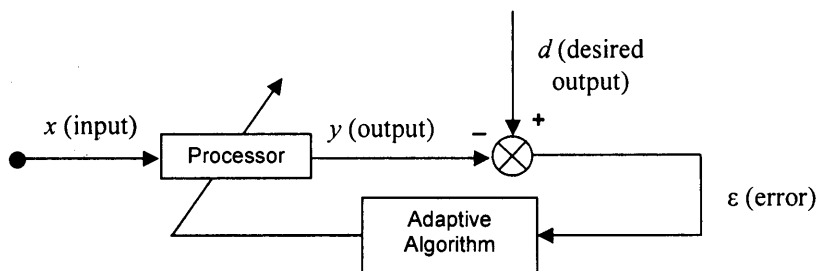 d (desired
output)
x (input)
y (output)
−
+
Processor
ε (error)
Adaptive
Algorithm